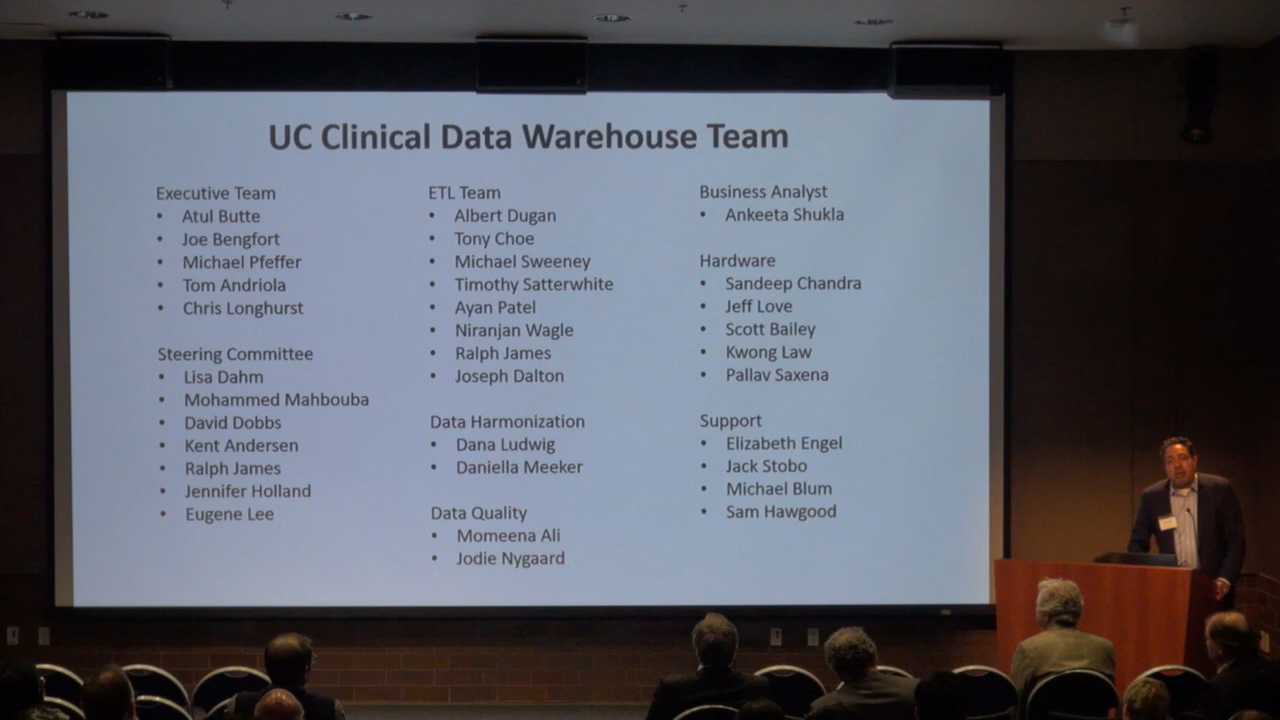 UC Clinical Data Warehouse Team
Executive Team
• Atul Butte
• Joe Bengfort
• Michael Pfeffer
• Tom Andriola
• Chris Longhurst
Steering Committee
• Lisa Dahm
• Mohammed Mahbouba
• David Dobbs
• Kent Andersen
• Ralph James
• Jennifer Holland
• Eugene Lee
ETL Team
• Albert Dugan
• Tony Choe
• Michael Sweeney
• Timothy Satterwhite
• Ayan Patel
• Niranjan Wagle
• Ralph James
• Joseph Dalton
Data Harmonization
• Dana Ludwig
• Daniella Meeker
Data Quality
• Momeena Ali
• Jodie Nygaard
Business Analyst
• Ankeeta Shukla
Hardware
• Sandeep Chandra
• Jeff Love
• Scott Bailey
• Kwong Law
• Pallav Saxena
Support
• Elizabeth Engel
• Jack Stobo
• Michael Blum
• Sam Hawgood